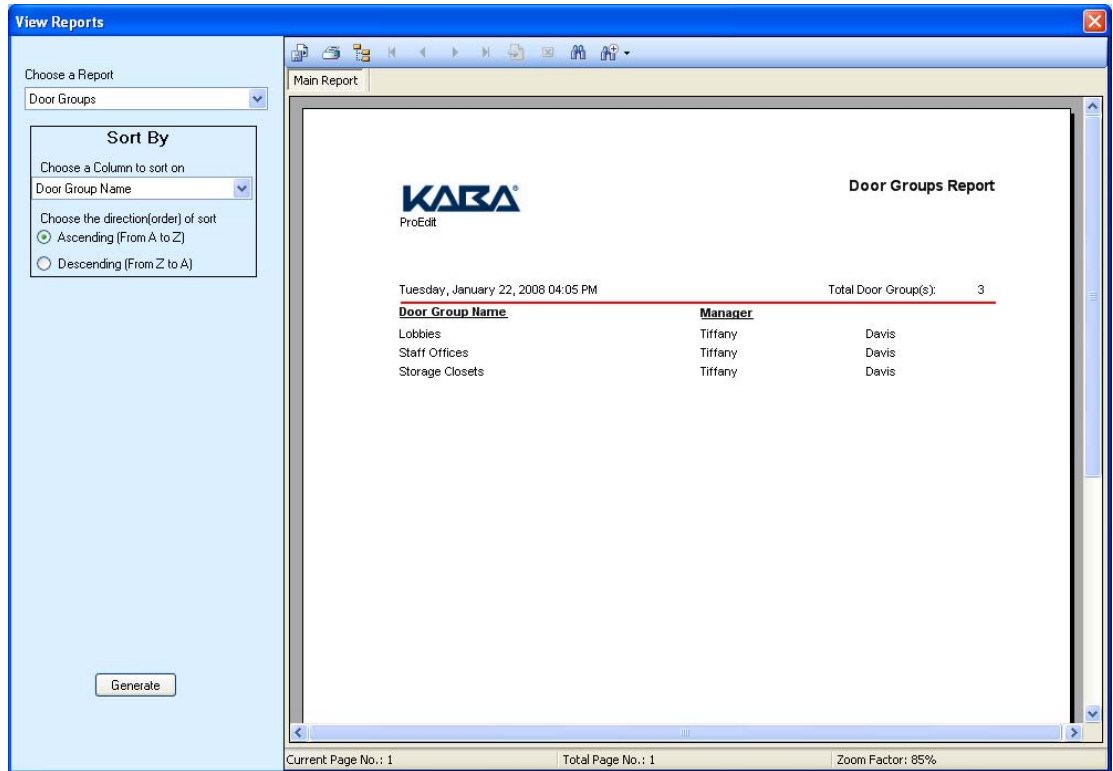 View Reports
Choose a Report
Door Groups
Sort By
Choose a Column to sort on
Door Group Name
Choose the direction(order) of sort
Ascending (From A to Z)
Descending (From Z to A)
Generate
Main Report
KABA®
ProEdit
Door Groups Report
Tuesday, January 22, 2008 04:05 PM Total Door Group(s): 3
Door Group Name Manager
Lobbies Tiffany Davis
Staff Offices Tiffany Davis
Storage Closets Tiffany Davis
Current Page No.: 1 Total Page No.: 1 Zoom Factor: 85%